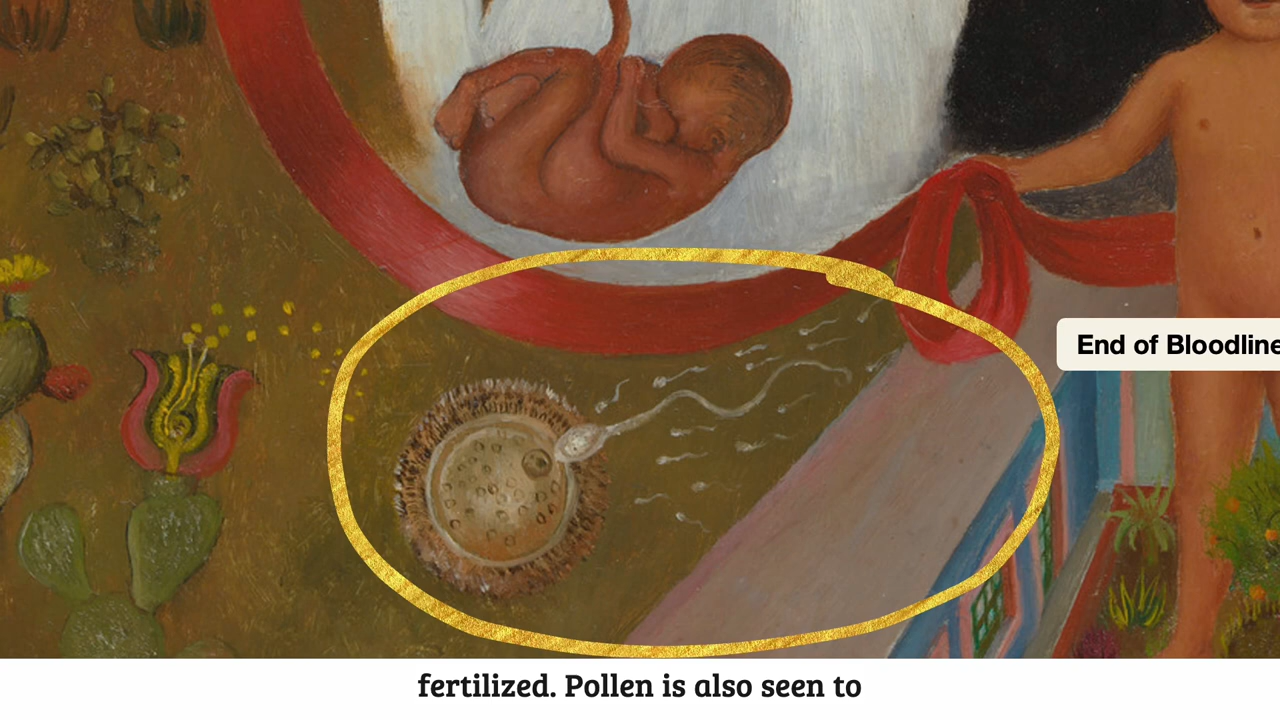 End of Bloodline
fertilized. Pollen is also seen to